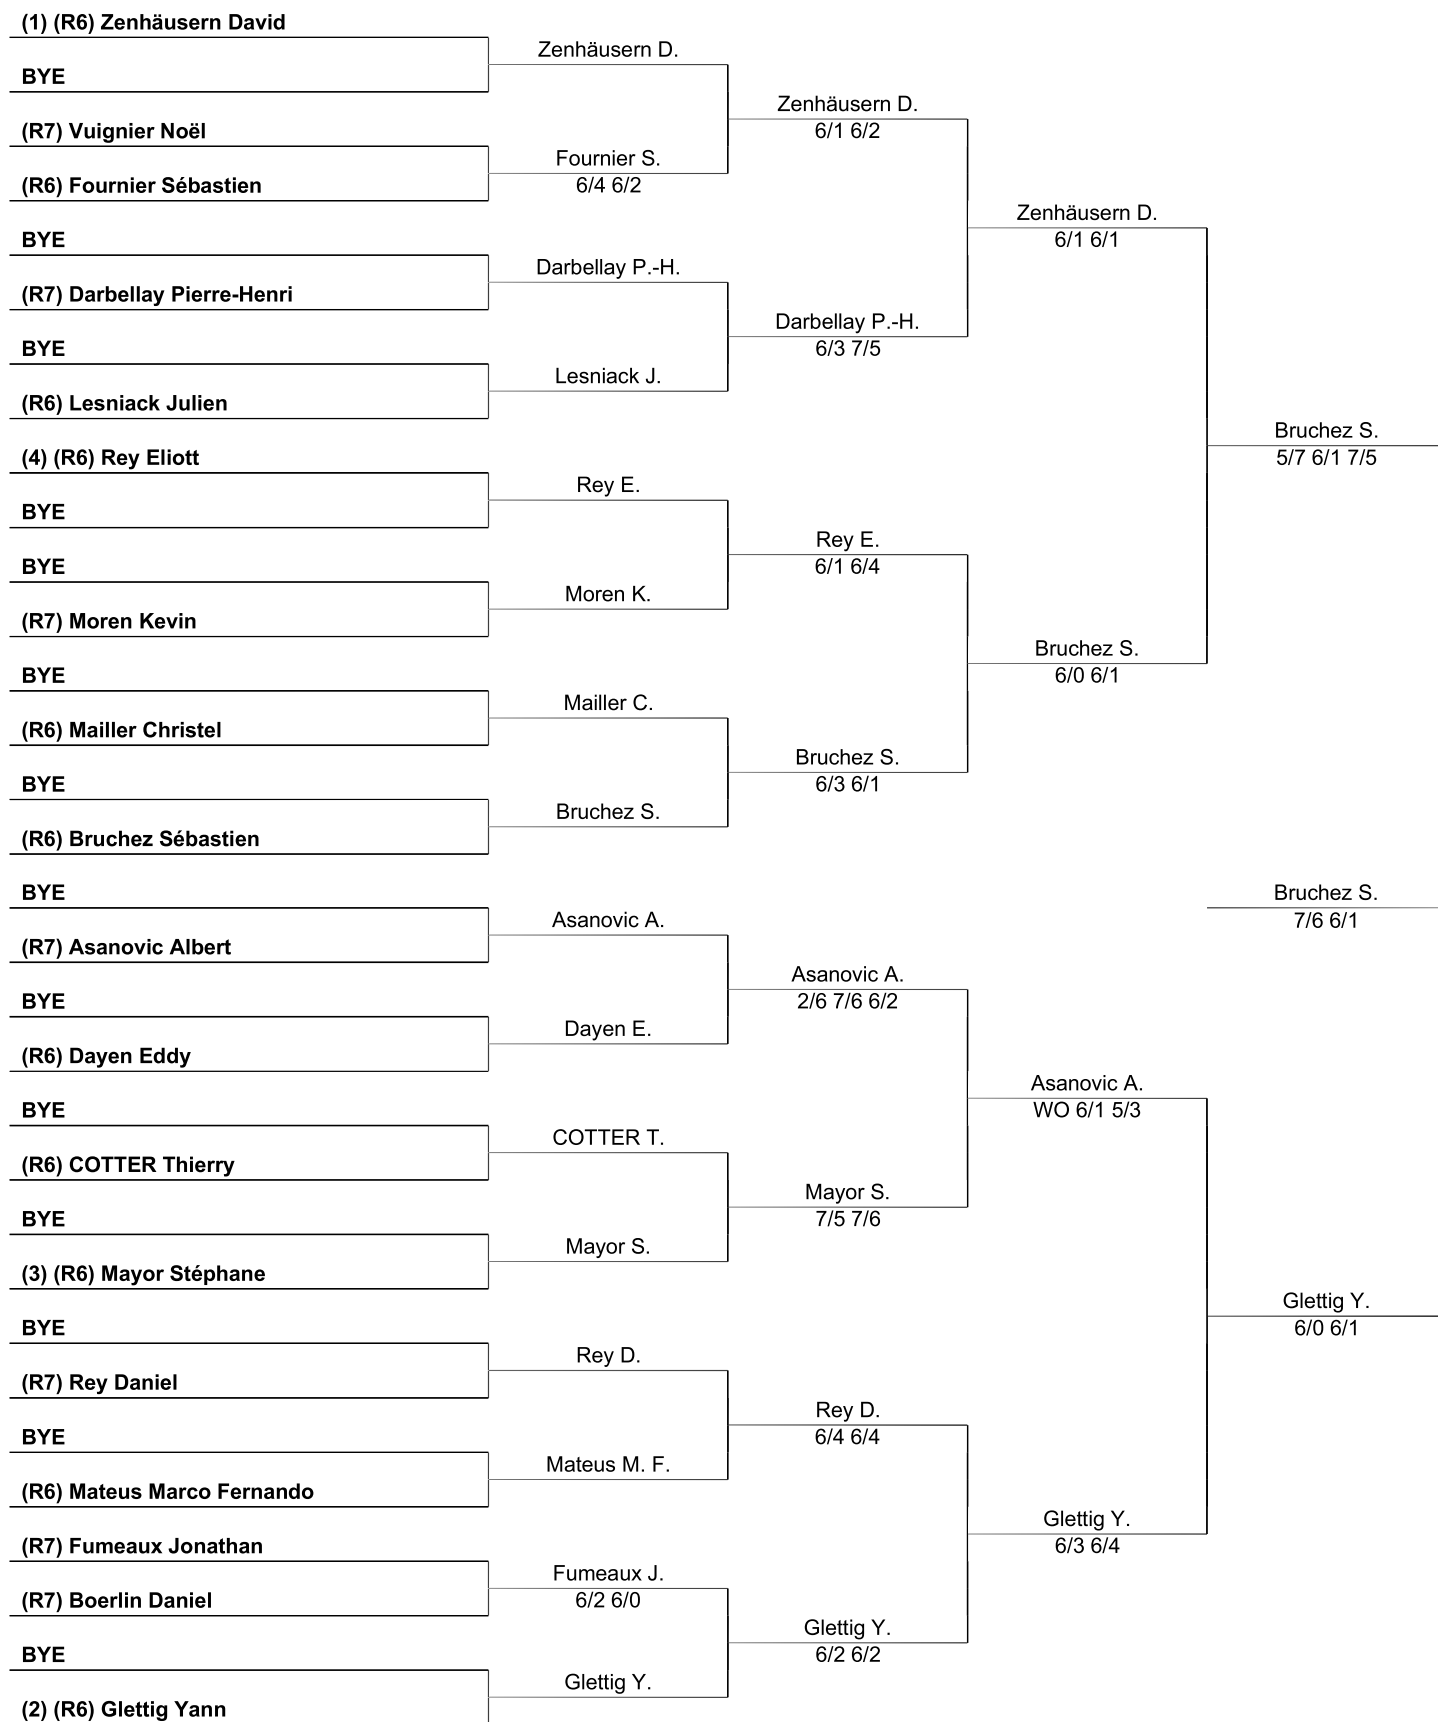 (1) (R6) Zenhäusern David
BYE
(R7) Vuignier Noël
(R6) Fournier Sébastien
BYE
(R7) Darbellay Pierre-Henri
BYE
(R6) Lesniack Julien
(4) (R6) Rey Eliott
BYE
BYE
(R7) Moren Kevin
BYE
(R6) Mailler Christel
BYE
(R6) Bruchez Sébastien
BYE
(R7) Asanovic Albert
BYE
(R6) Dayen Eddy
BYE
(R6) COTTER Thierry
BYE
(3) (R6) Mayor Stéphane
BYE
(R7) Rey Daniel
BYE
(R6) Mateus Marco Fernando
(R7) Fumeaux Jonathan
(R7) Boerlin Daniel
BYE
(2) (R6) Glettig Yann
Zenhäusern D.
Fournier S.
6/4 6/2
Darbellay P.-H.
Lesniack J.
Rey E.
Moren K.
Mailler C.
Bruchez S.
Asanovic A.
Dayen E.
COTTER T.
Mayor S.
Rey D.
Mateus M. F.
Fumeaux J.
6/2 6/0
Glettig Y.
Zenhäusern D.
6/1 6/2
Darbellay P.-H.
6/3 7/5
Rey E.
6/1 6/4
Bruchez S.
6/3 6/1
Asanovic A.
2/6 7/6 6/2
Mayor S.
7/5 7/6
Rey D.
6/4 6/4
Glettig Y.
6/2 6/2
Zenhäusern D.
6/1 6/1
Bruchez S.
6/0 6/1
Asanovic A.
WO 6/1 5/3
Glettig Y.
6/3 6/4
Bruchez S.
5/7 6/1 7/5
Bruchez S.
7/6 6/1
Glettig Y.
6/0 6/1